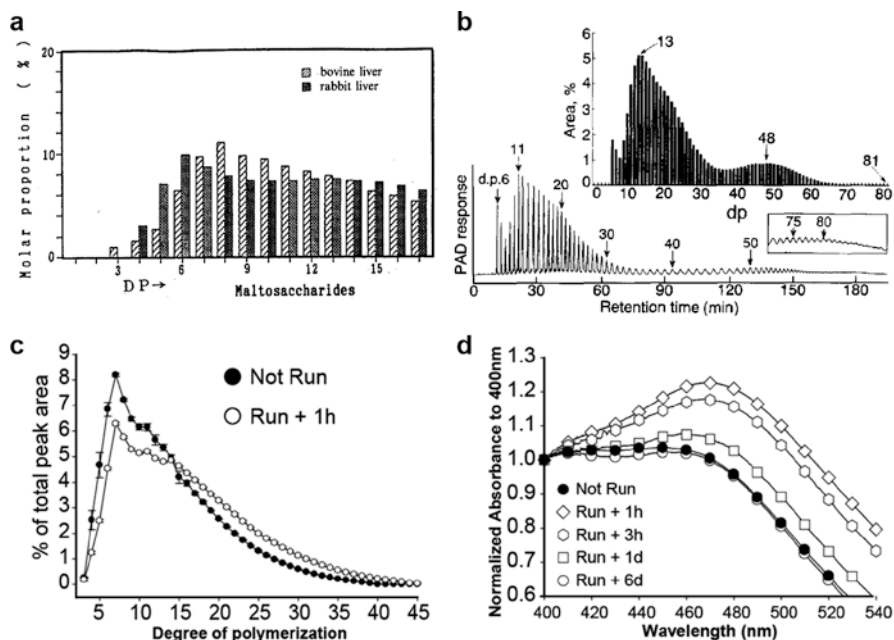 a
Molar proportion ( % )
20
10
0
bovine liver
rabbit liver
3
6
9
12
15
DP→
Maltosaccharides
b
Area, %
6
5
4
3
2
1
0
13
48
81
0 10 20 30 40 50 60 70 80
dp
PAD response
d.p.6
11
20
30
40
50
75 80
0 30 60 90 120 150 180
Retention time (min)
c
% of total peak area
9
8
7
6
5
4
3
2
1
0
Not Run
Run + 1h
5 10 15 20 25 30 35 40 45
Degree of polymerization
d
Normalized Absorbance to 400nm
1.3
1.2
1.1
1.0
0.9
0.8
0.7
0.6
Not Run
Run + 1h
Run + 3h
Run + 1d
Run + 6d
400 420 440 460 480 500 520 540
Wavelength (nm)